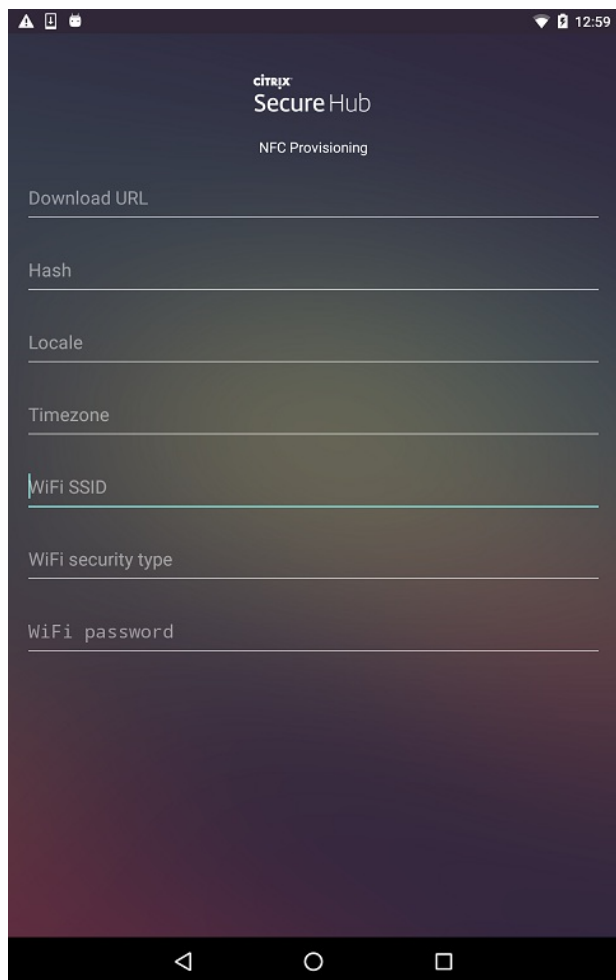 12:59
CITRIX
Secure Hub
NFC Provisioning
Download URL
Hash
Locale
Timezone
WiFi SSID
WiFi security type
WiFi password